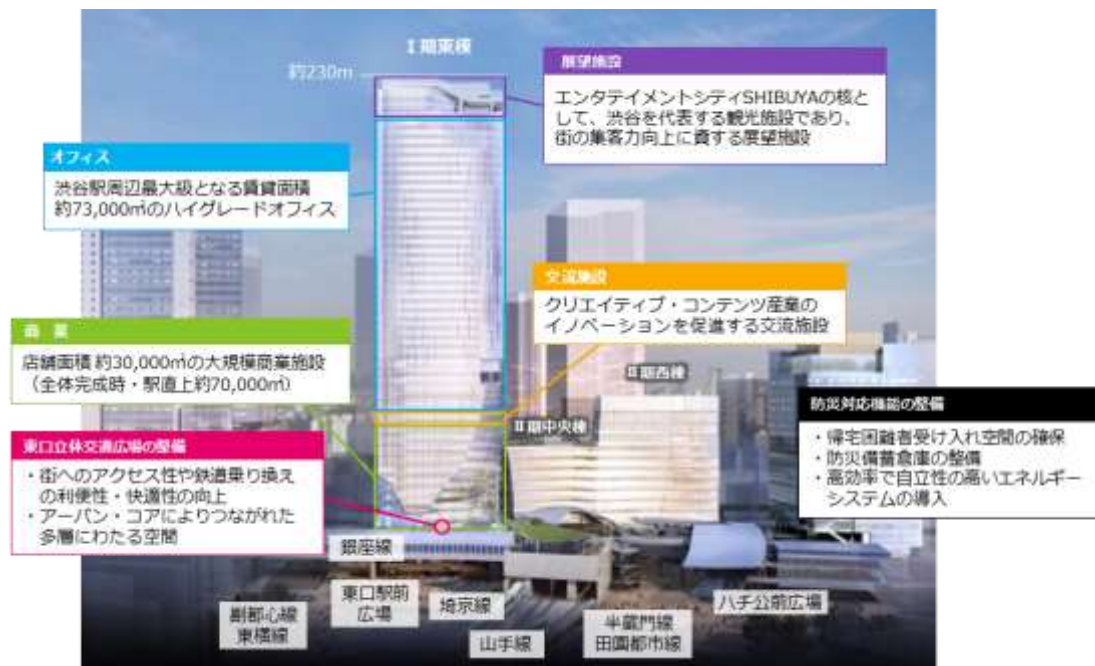 Ⅰ期東棟
約230m
展望施設
エンタテイメントシティSHIBUYAの核と
して、渋谷を代表する観光施設であり、
街の集客力向上に資する展望施設
オフィス
渋谷駅周辺最大級となる賃貸面積
約73,000㎡のハイグレードオフィス
交流施設
クリエイティブ・コンテンツ産業の
イノベーションを促進する交流施設
商 業
店舗面積 約30,000㎡の大規模商業施設
（全体完成時・駅直上約70,000㎡）
Ⅱ期西棟
Ⅱ期中央棟
防災対応機能の整備
・帰宅困難者受け入れ空間の確保
・防災備蓄倉庫の整備
・高効率で自立性の高いエネルギー
システムの導入
東口立体交通広場の整備
・街へのアクセス性や鉄道乗り換え
の利便性・快適性の向上
・アーバン・コアによりつながれた
多層にわたる空間
銀座線
東口駅前
広場
埼京線
副都心線
東横線
山手線
半蔵門線
田園都市線
ハチ公前広場